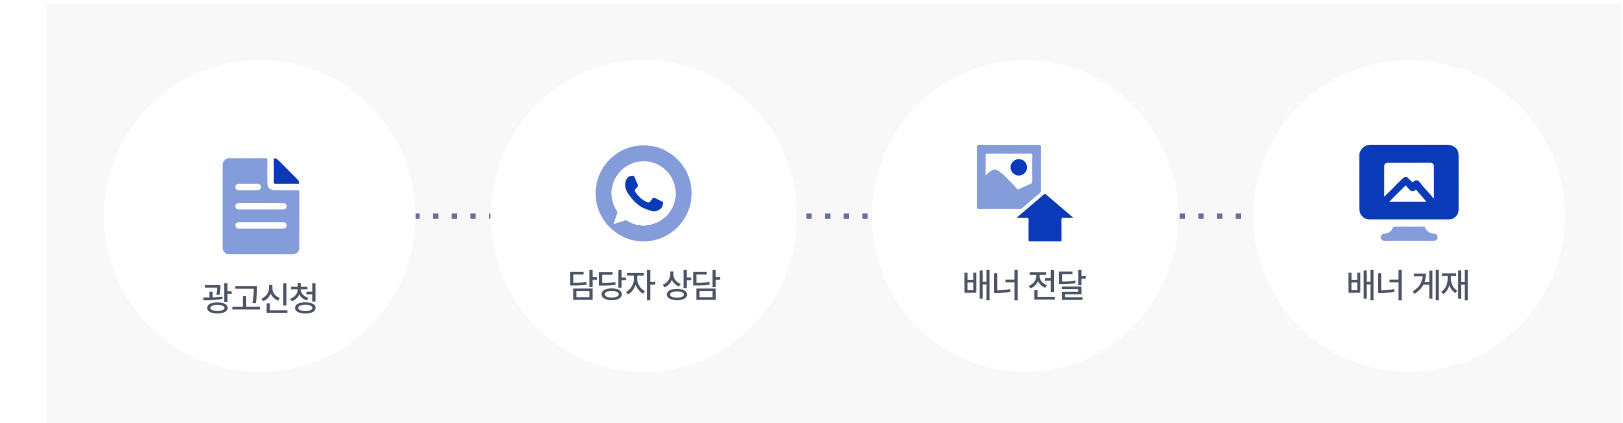 광고신청
담당자 상담
배너 전달
배너 게재